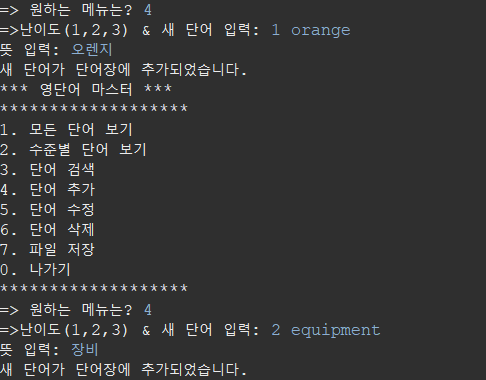 => 원하는 메뉴는? 4
=>난이도(1,2,3) & 새 단어 입력: 1 orange
뜻 입력: 오렌지
새 단어가 단어장에 추가되었습니다.
*** 영단어 마스터 ***
********************
1. 모든 단어 보기
2. 수준별 단어 보기
3. 단어 검색
4. 단어 추가
5. 단어 수정
6. 단어 삭제
7. 파일 저장
0. 나가기
********************
=> 원하는 메뉴는? 4
=>난이도(1,2,3) & 새 단어 입력: 2 equipment
뜻 입력: 장비
새 단어가 단어장에 추가되었습니다.